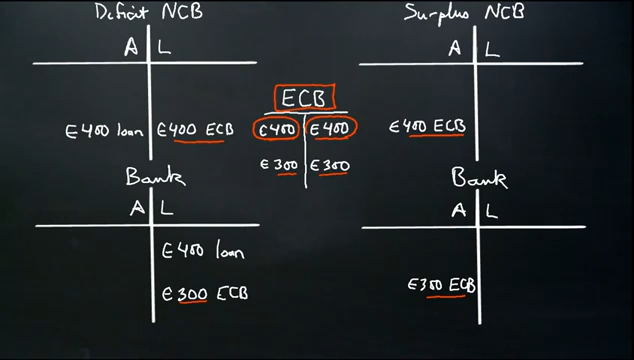 Deficit NCB
Surplus NCB
A L
A L
ECB
€400 loan €400 ECB
€400 €400
€400 ECB
€300 €300
Bank
Bank
A L
A L
€400 loan
€300 ECB
€300 ECB